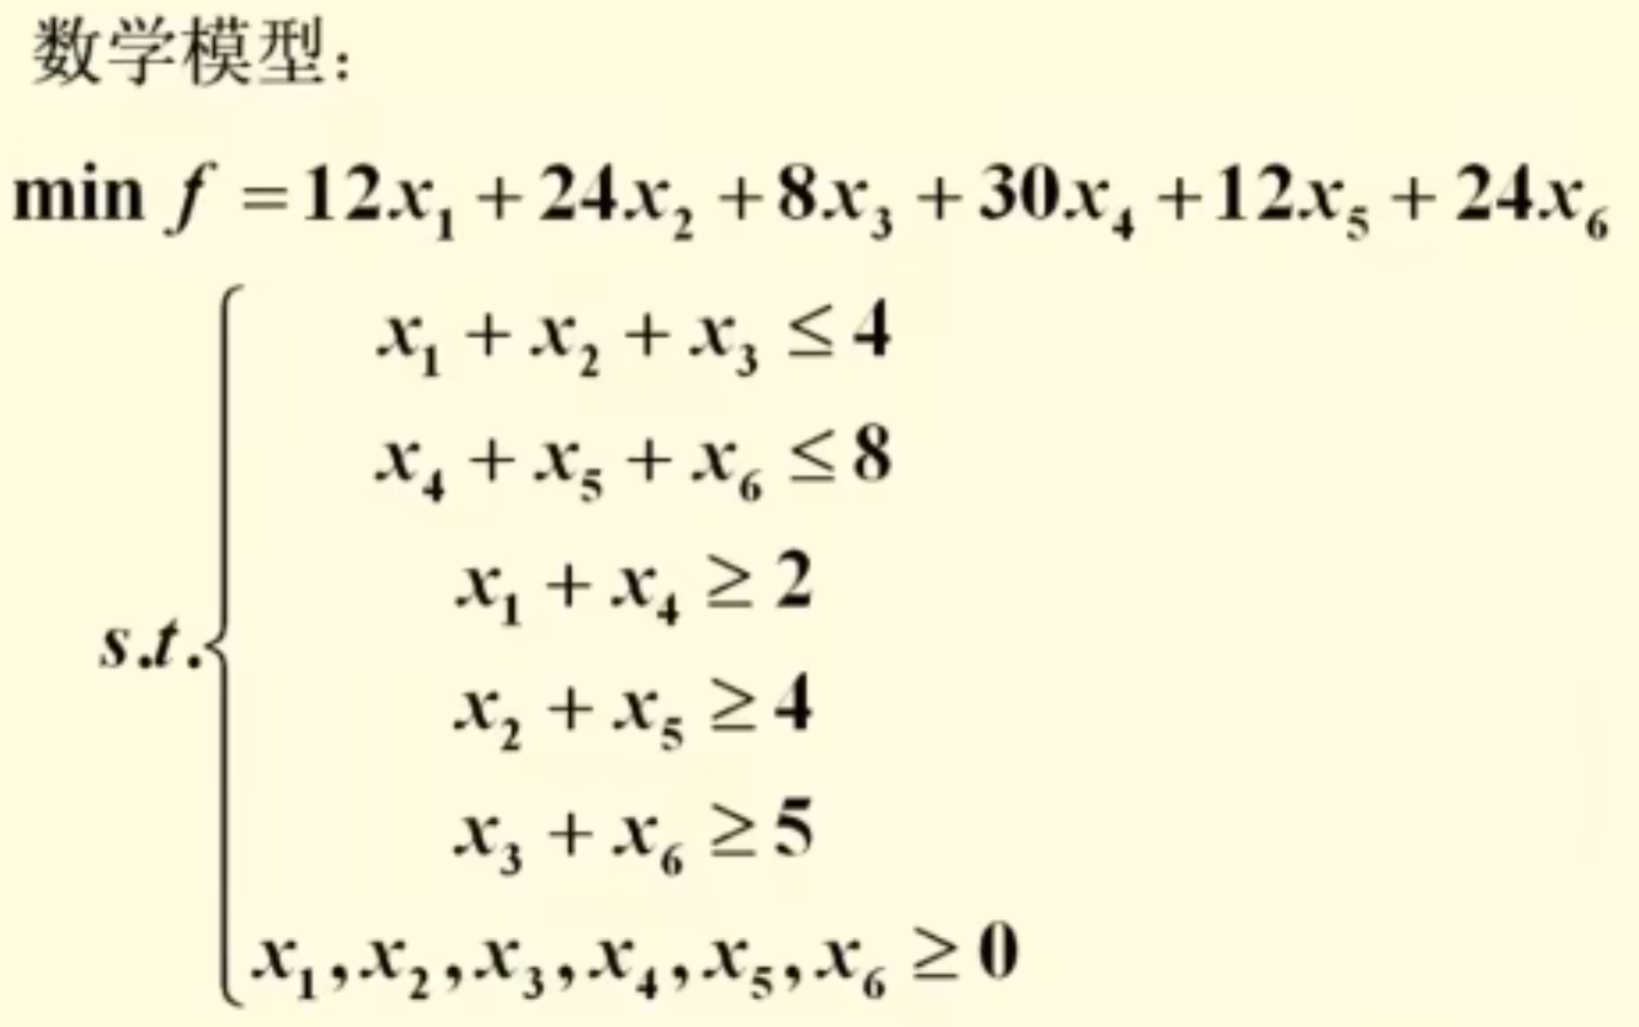 数学模型：
min f =12x₁ +24x₂ +8x₃ +30x₄ +12x₅ +24x₆
x₁ + x₂ + x₃ ≤ 4
x₄ + x₅ + x₆ ≤ 8
x₁ + x₄ ≥ 2
s.t.
x₂ + x₅ ≥ 4
x₃ + x₆ ≥ 5
x₁,x₂,x₃,x₄,x₅,x₆ ≥ 0